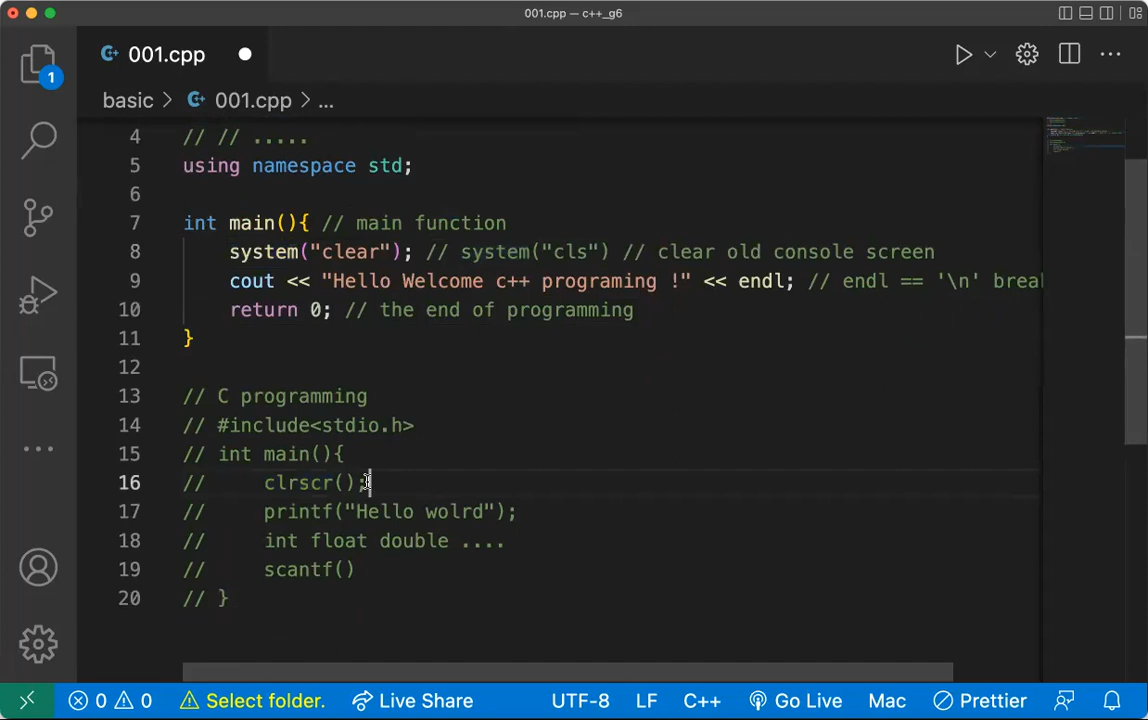 001.cpp — c++_g6
001.cpp
1
basic > 001.cpp > ...
4 // // .....
5 using namespace std;
6
7 int main(){ // main function
8 system("clear"); // system("cls") // clear old console screen
9 cout << "Hello Welcome c++ programing !" << endl; // endl == '\n' break
10 return 0; // the end of programming
11 }
12
13 // C programming
14 // #include<stdio.h>
15 // int main(){
16 // clrscr();
17 // printf("Hello wolrd");
18 // int float double ....
19 // scantf()
20 // }
0 0 Select folder. Live Share UTF-8 LF C++ Go Live Mac Prettier